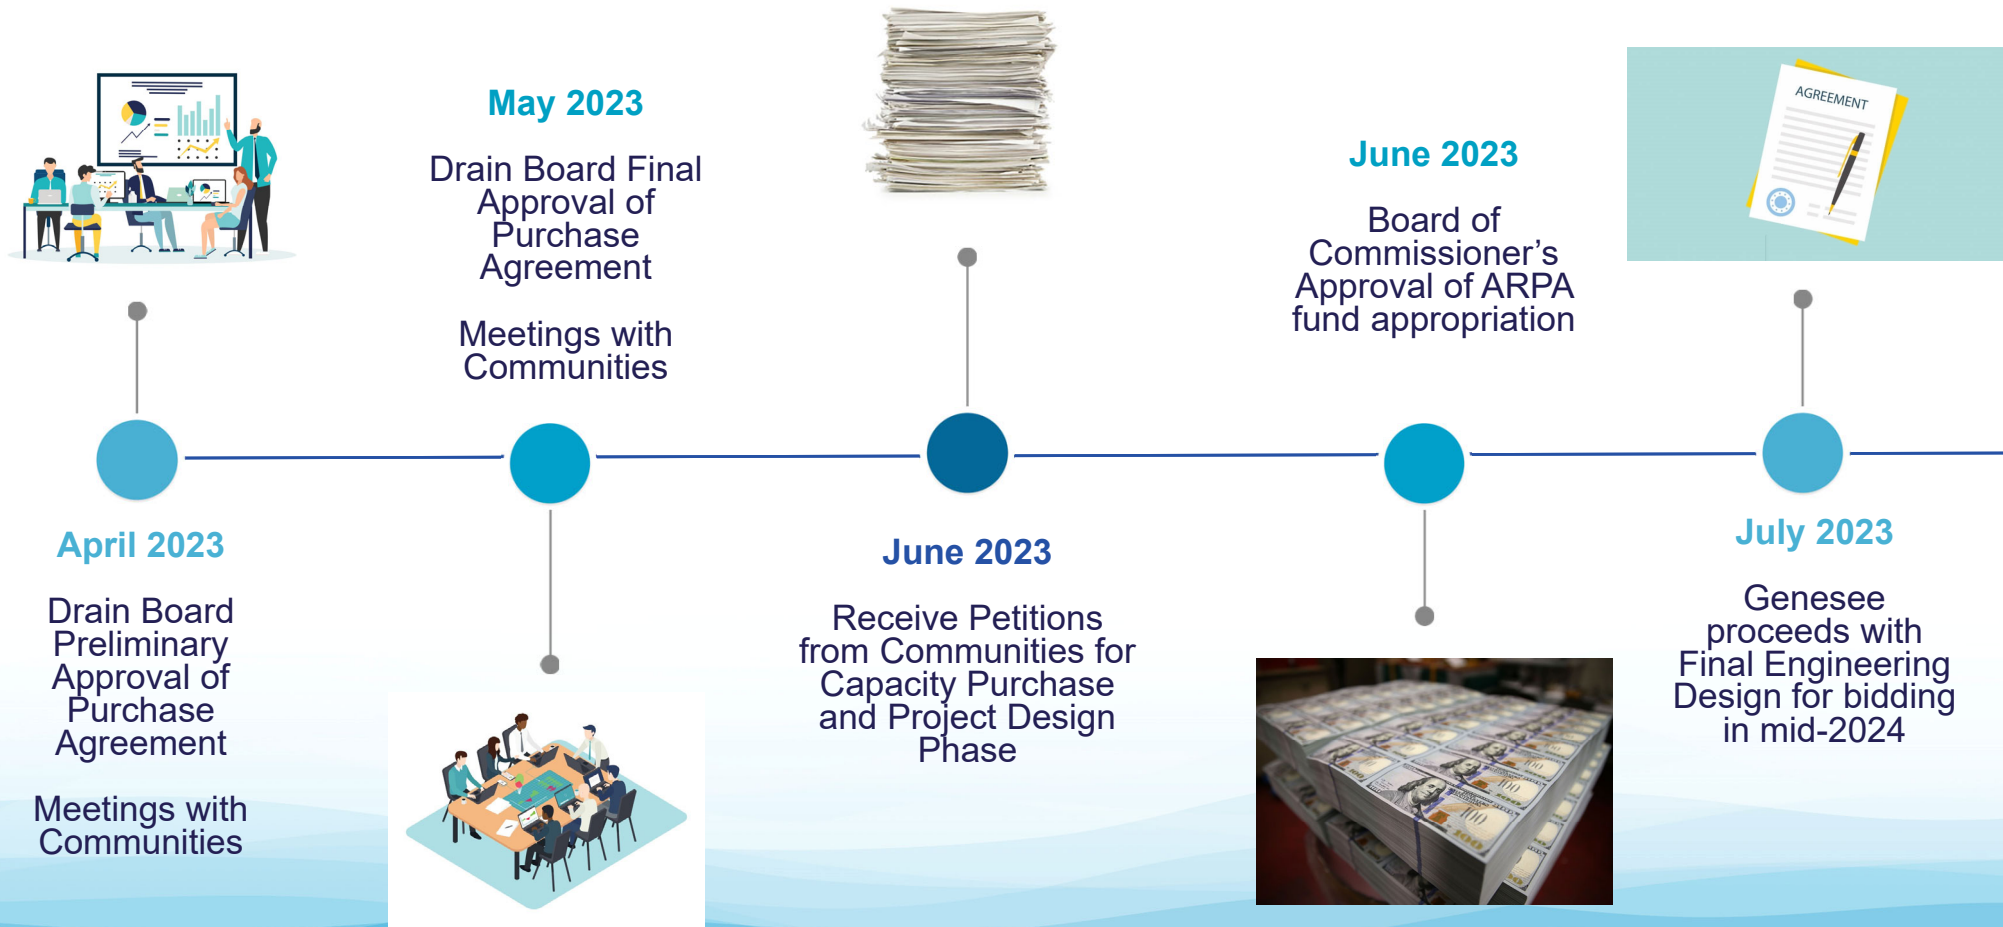 April 2023
Drain Board
Preliminary
Approval of
Purchase
Agreement
Meetings with
Communities
May 2023
Drain Board Final
Approval of
Purchase
Agreement
Meetings with
Communities
June 2023
Receive Petitions
from Communities for
Capacity Purchase
and Project Design
Phase
June 2023
Board of
Commissioner’s
Approval of ARPA
fund appropriation
100
100
100
AGREEMENT
July 2023
Genesee
proceeds with
Final Engineering
Design for bidding
in mid-2024